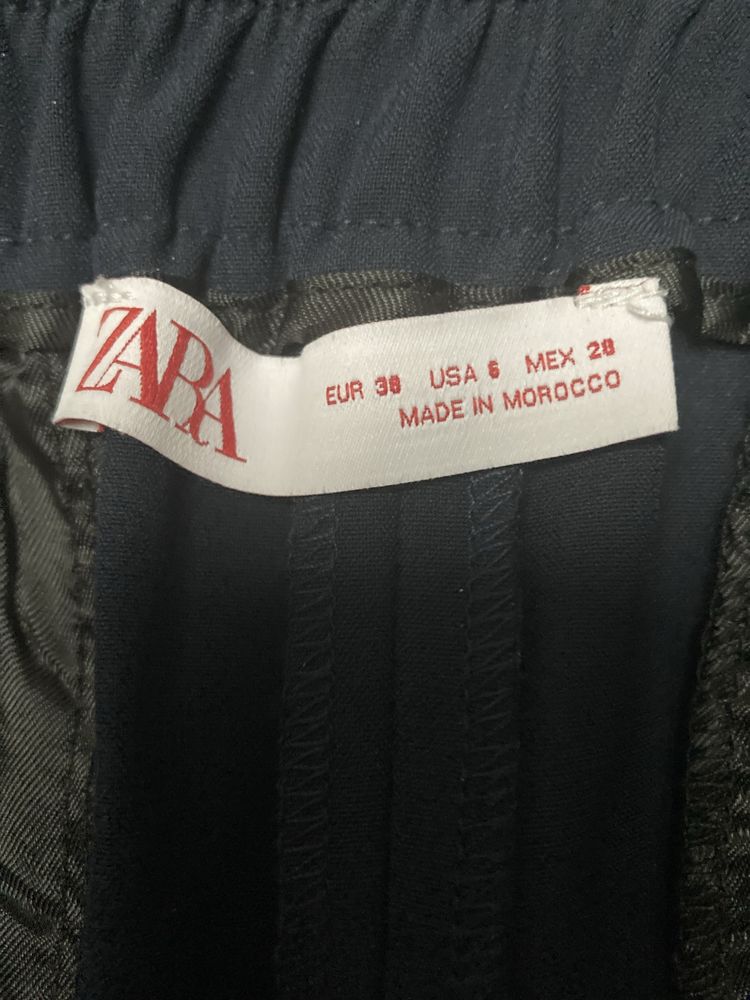 ZARA
EUR 38 USA 6 MEX 28
MADE IN MOROCCO